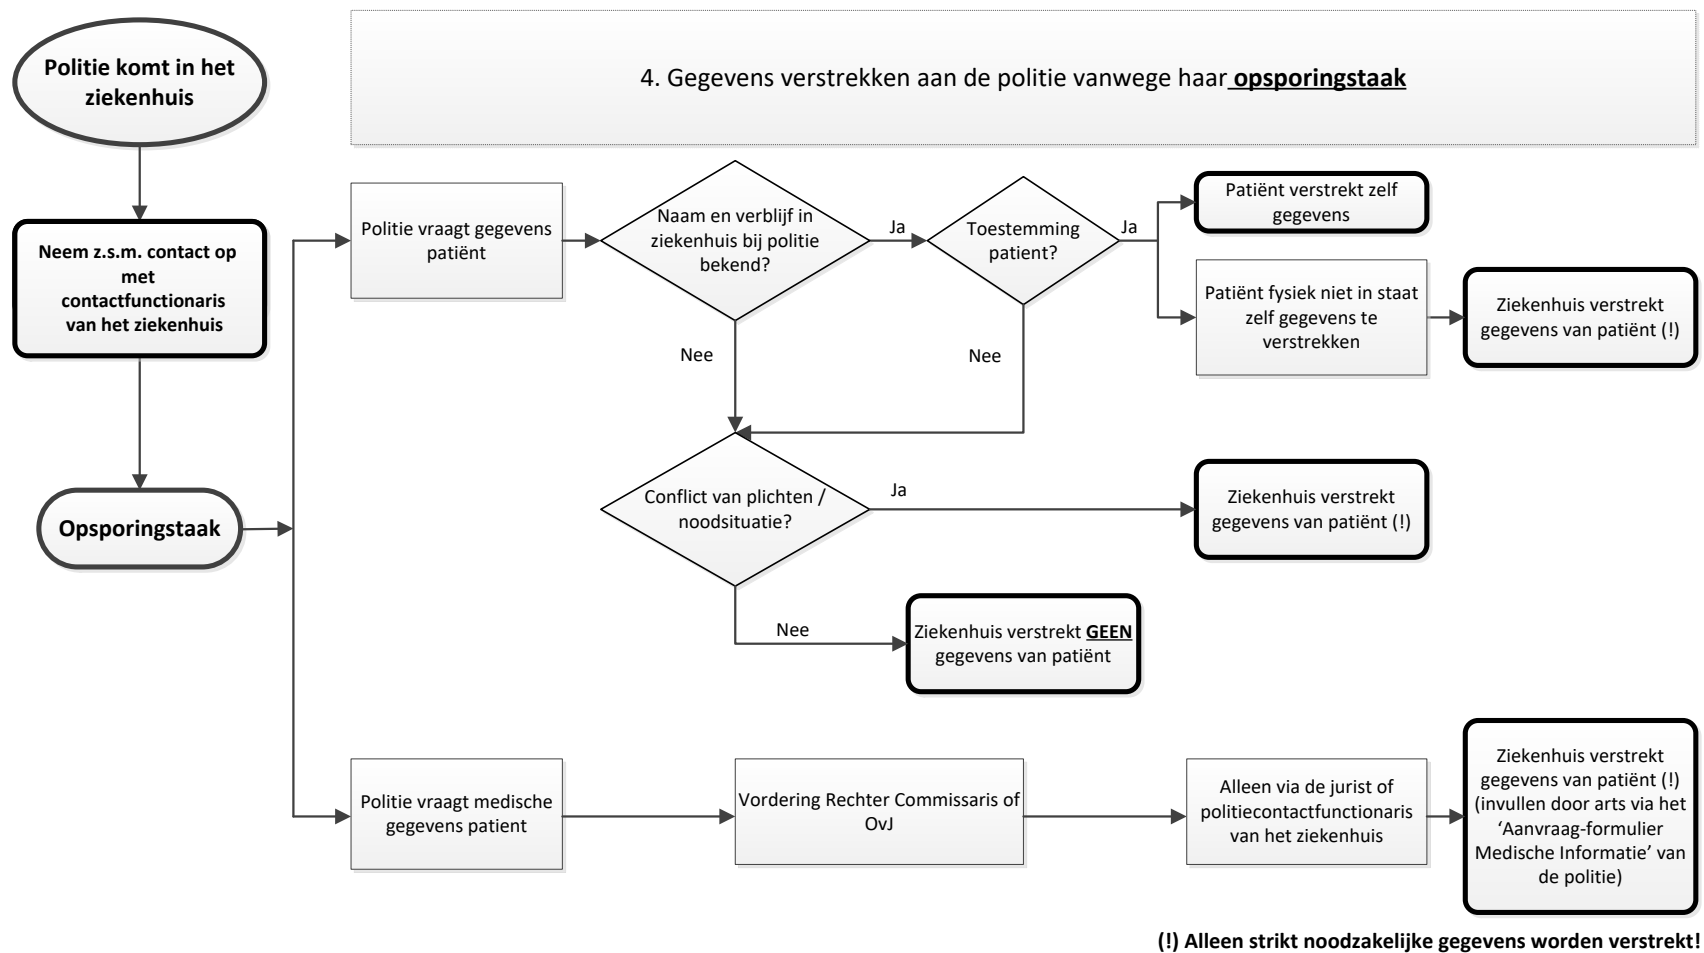 Politie komt in het
ziekenhuis
4. Gegevens verstrekken aan de politie vanwege haar opsporingstaak
Neem z.s.m. contact op
met
contactfunctionaris
van het ziekenhuis
Opsporingstaak
Politie vraagt gegevens
patiënt
Naam en verblijf in
ziekenhuis bij politie
bekend?
Ja
Toestemming
patient?
Ja
Patiënt verstrekt zelf
gegevens
Patiënt fysiek niet in staat
zelf gegevens te
verstrekken
Ziekenhuis verstrekt
gegevens van patiënt (!)
Nee
Nee
Conflict van plichten /
noodsituatie?
Ja
Ziekenhuis verstrekt
gegevens van patiënt (!)
Nee
Ziekenhuis verstrekt GEEN
gegevens van patiënt
Politie vraagt medische
gegevens patient
Vordering Rechter Commissaris of
OvJ
Alleen via de jurist of
politiecontactfunctionaris
van het ziekenhuis
Ziekenhuis verstrekt
gegevens van patiënt (!)
(invullen door arts via het
‘Aanvraag-formulier
Medische Informatie’ van
de politie)
(!) Alleen strikt noodzakelijke gegevens worden verstrekt!